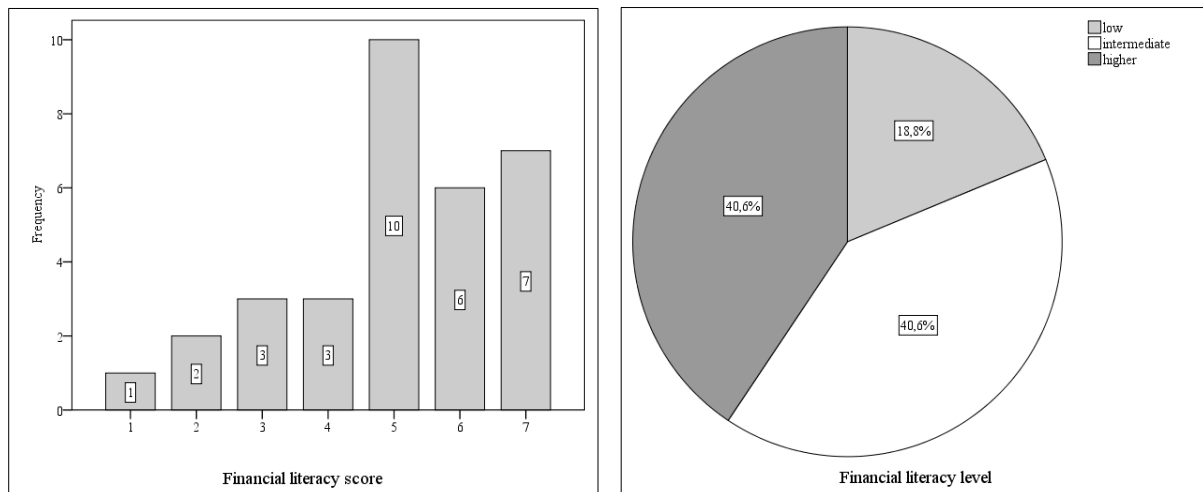 10
8
6
4
2
0
Frequency
1
2
3
3
10
6
7
1 2 3 4 5 6 7
Financial literacy score
low
intermediate
higher
18,8%
40,6%
40,6%
Financial literacy level